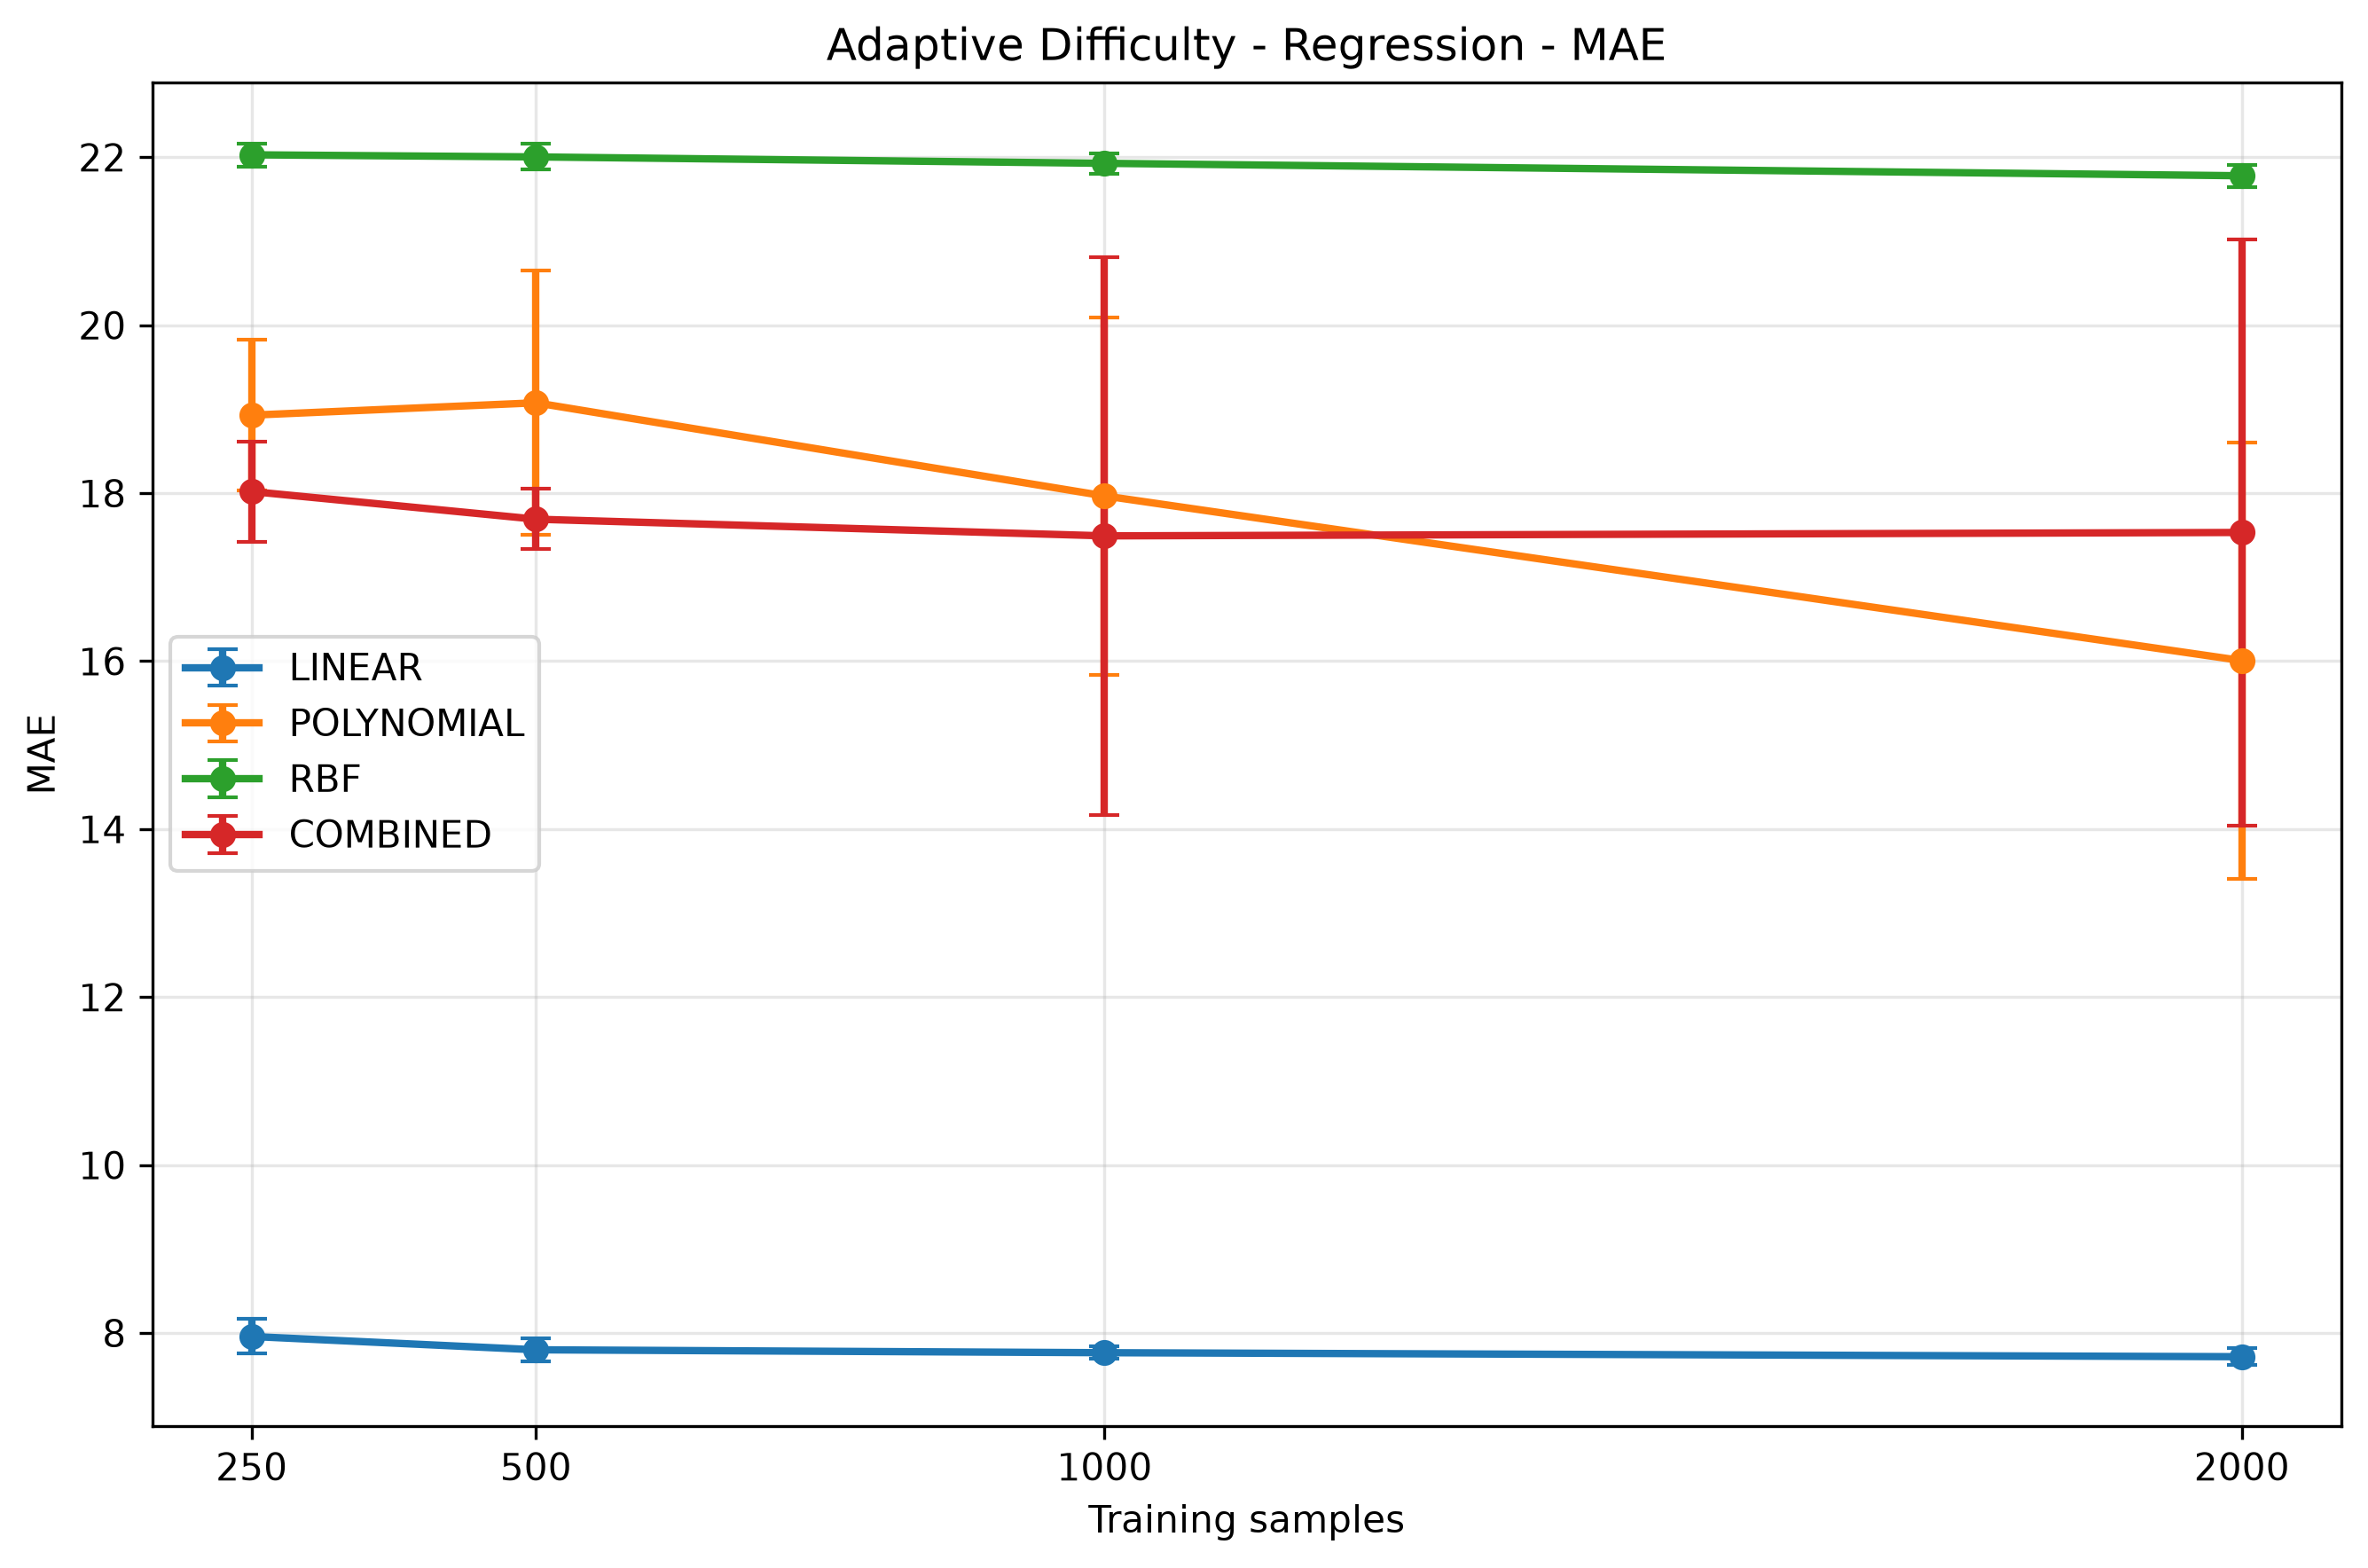 Adaptive Difficulty - Regression - MAE
MAE
22
20
18
16
14
12
10
8
LINEAR
POLYNOMIAL
RBF
COMBINED
250 500 1000 2000
Training samples